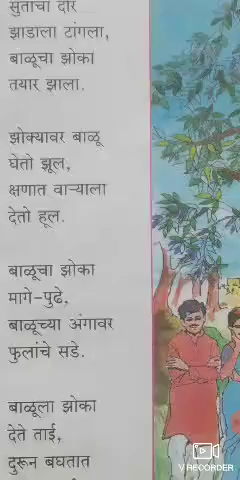 सुताचा दोर
झाडाला टांगला,
बाळूचा झोका
तयार झाला.
झोक्यावर बाळू
घेतो झूल,
क्षणात वाऱ्याला
देतो हूल.
बाळूचा झोका
मागे-पुढे,
बाळूच्या अंगावर
फुलांचे सडे.
बाळूला झोका
देते ताई,
दुरून बघतात
V RECORDER